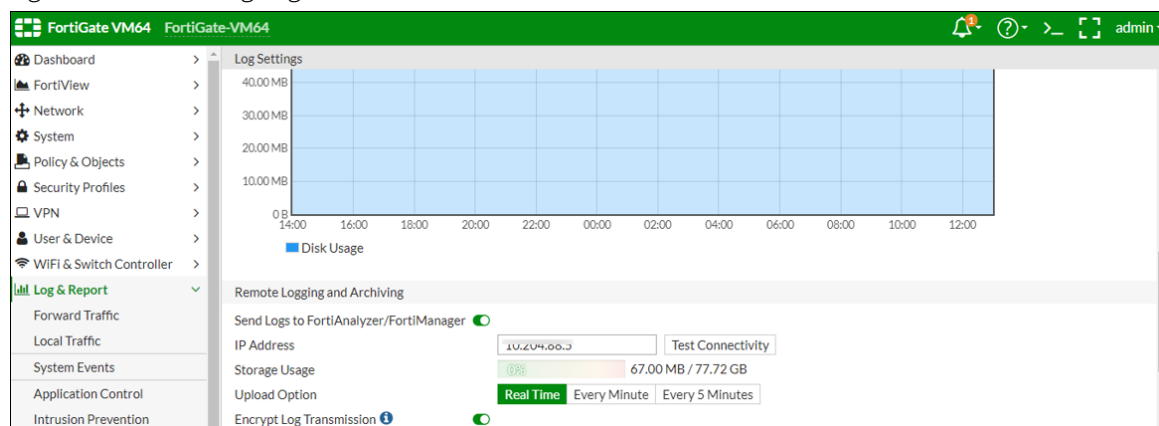 FortiGate VM64 FortiGate-VM64 1 ? >_ admin
Dashboard
FortiView
Network
System
Policy & Objects
Security Profiles
VPN
User & Device
WiFi & Switch Controller
Log & Report
Forward Traffic
Local Traffic
System Events
Application Control
Intrusion Prevention
Log Settings
40.00 MB
30.00 MB
20.00 MB
10.00 MB
0 B
14:00 16:00 18:00 20:00 22:00 00:00 02:00 04:00 06:00 08:00 10:00 12:00
Disk Usage
Remote Logging and Archiving
Send Logs to FortiAnalyzer/FortiManager
IP Address Test Connectivity
Storage Usage 0% 67.00 MB / 77.72 GB
Upload Option Real Time Every Minute Every 5 Minutes
Encrypt Log Transmission i